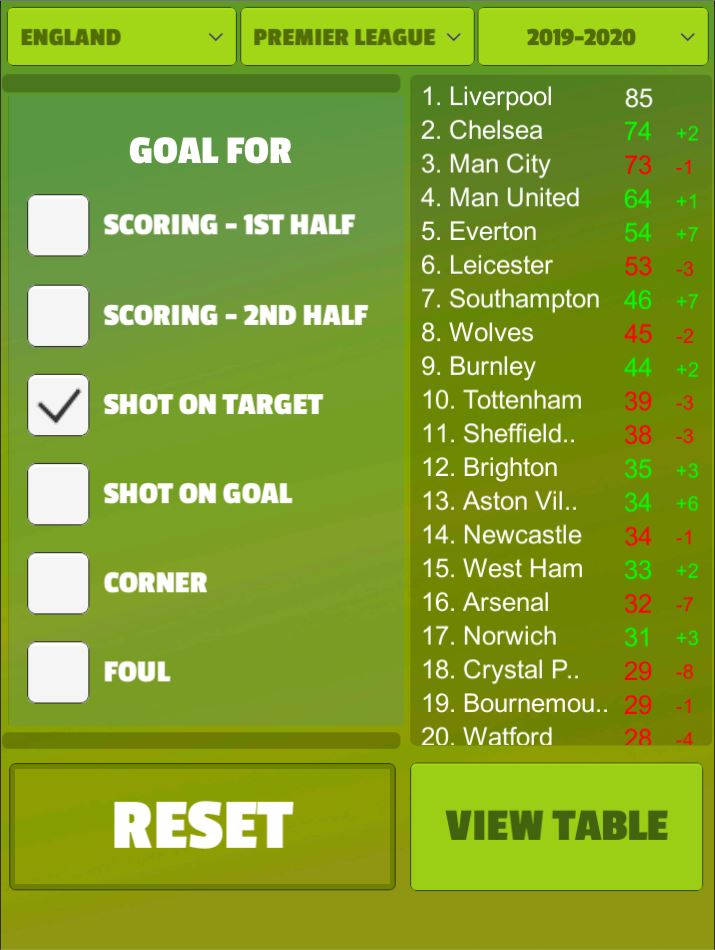 ENGLAND
PREMIER LEAGUE
2019-2020
GOAL FOR
SCORING - 1ST HALF
SCORING - 2ND HALF
SHOT ON TARGET
SHOT ON GOAL
CORNER
FOUL
1. Liverpool 85
2. Chelsea 74 +2
3. Man City 73 -1
4. Man United 64 +1
5. Everton 54 +7
6. Leicester 53 -3
7. Southampton 46 +7
8. Wolves 45 -2
9. Burnley 44 +2
10. Tottenham 39 -3
11. Sheffield.. 38 -3
12. Brighton 35 +3
13. Aston Vil.. 34 +6
14. Newcastle 34 -1
15. West Ham 33 +2
16. Arsenal 32 -7
17. Norwich 31 +3
18. Crystal P.. 29 -8
19. Bournemou.. 29 -1
20. Watford 28 -4
RESET
VIEW TABLE